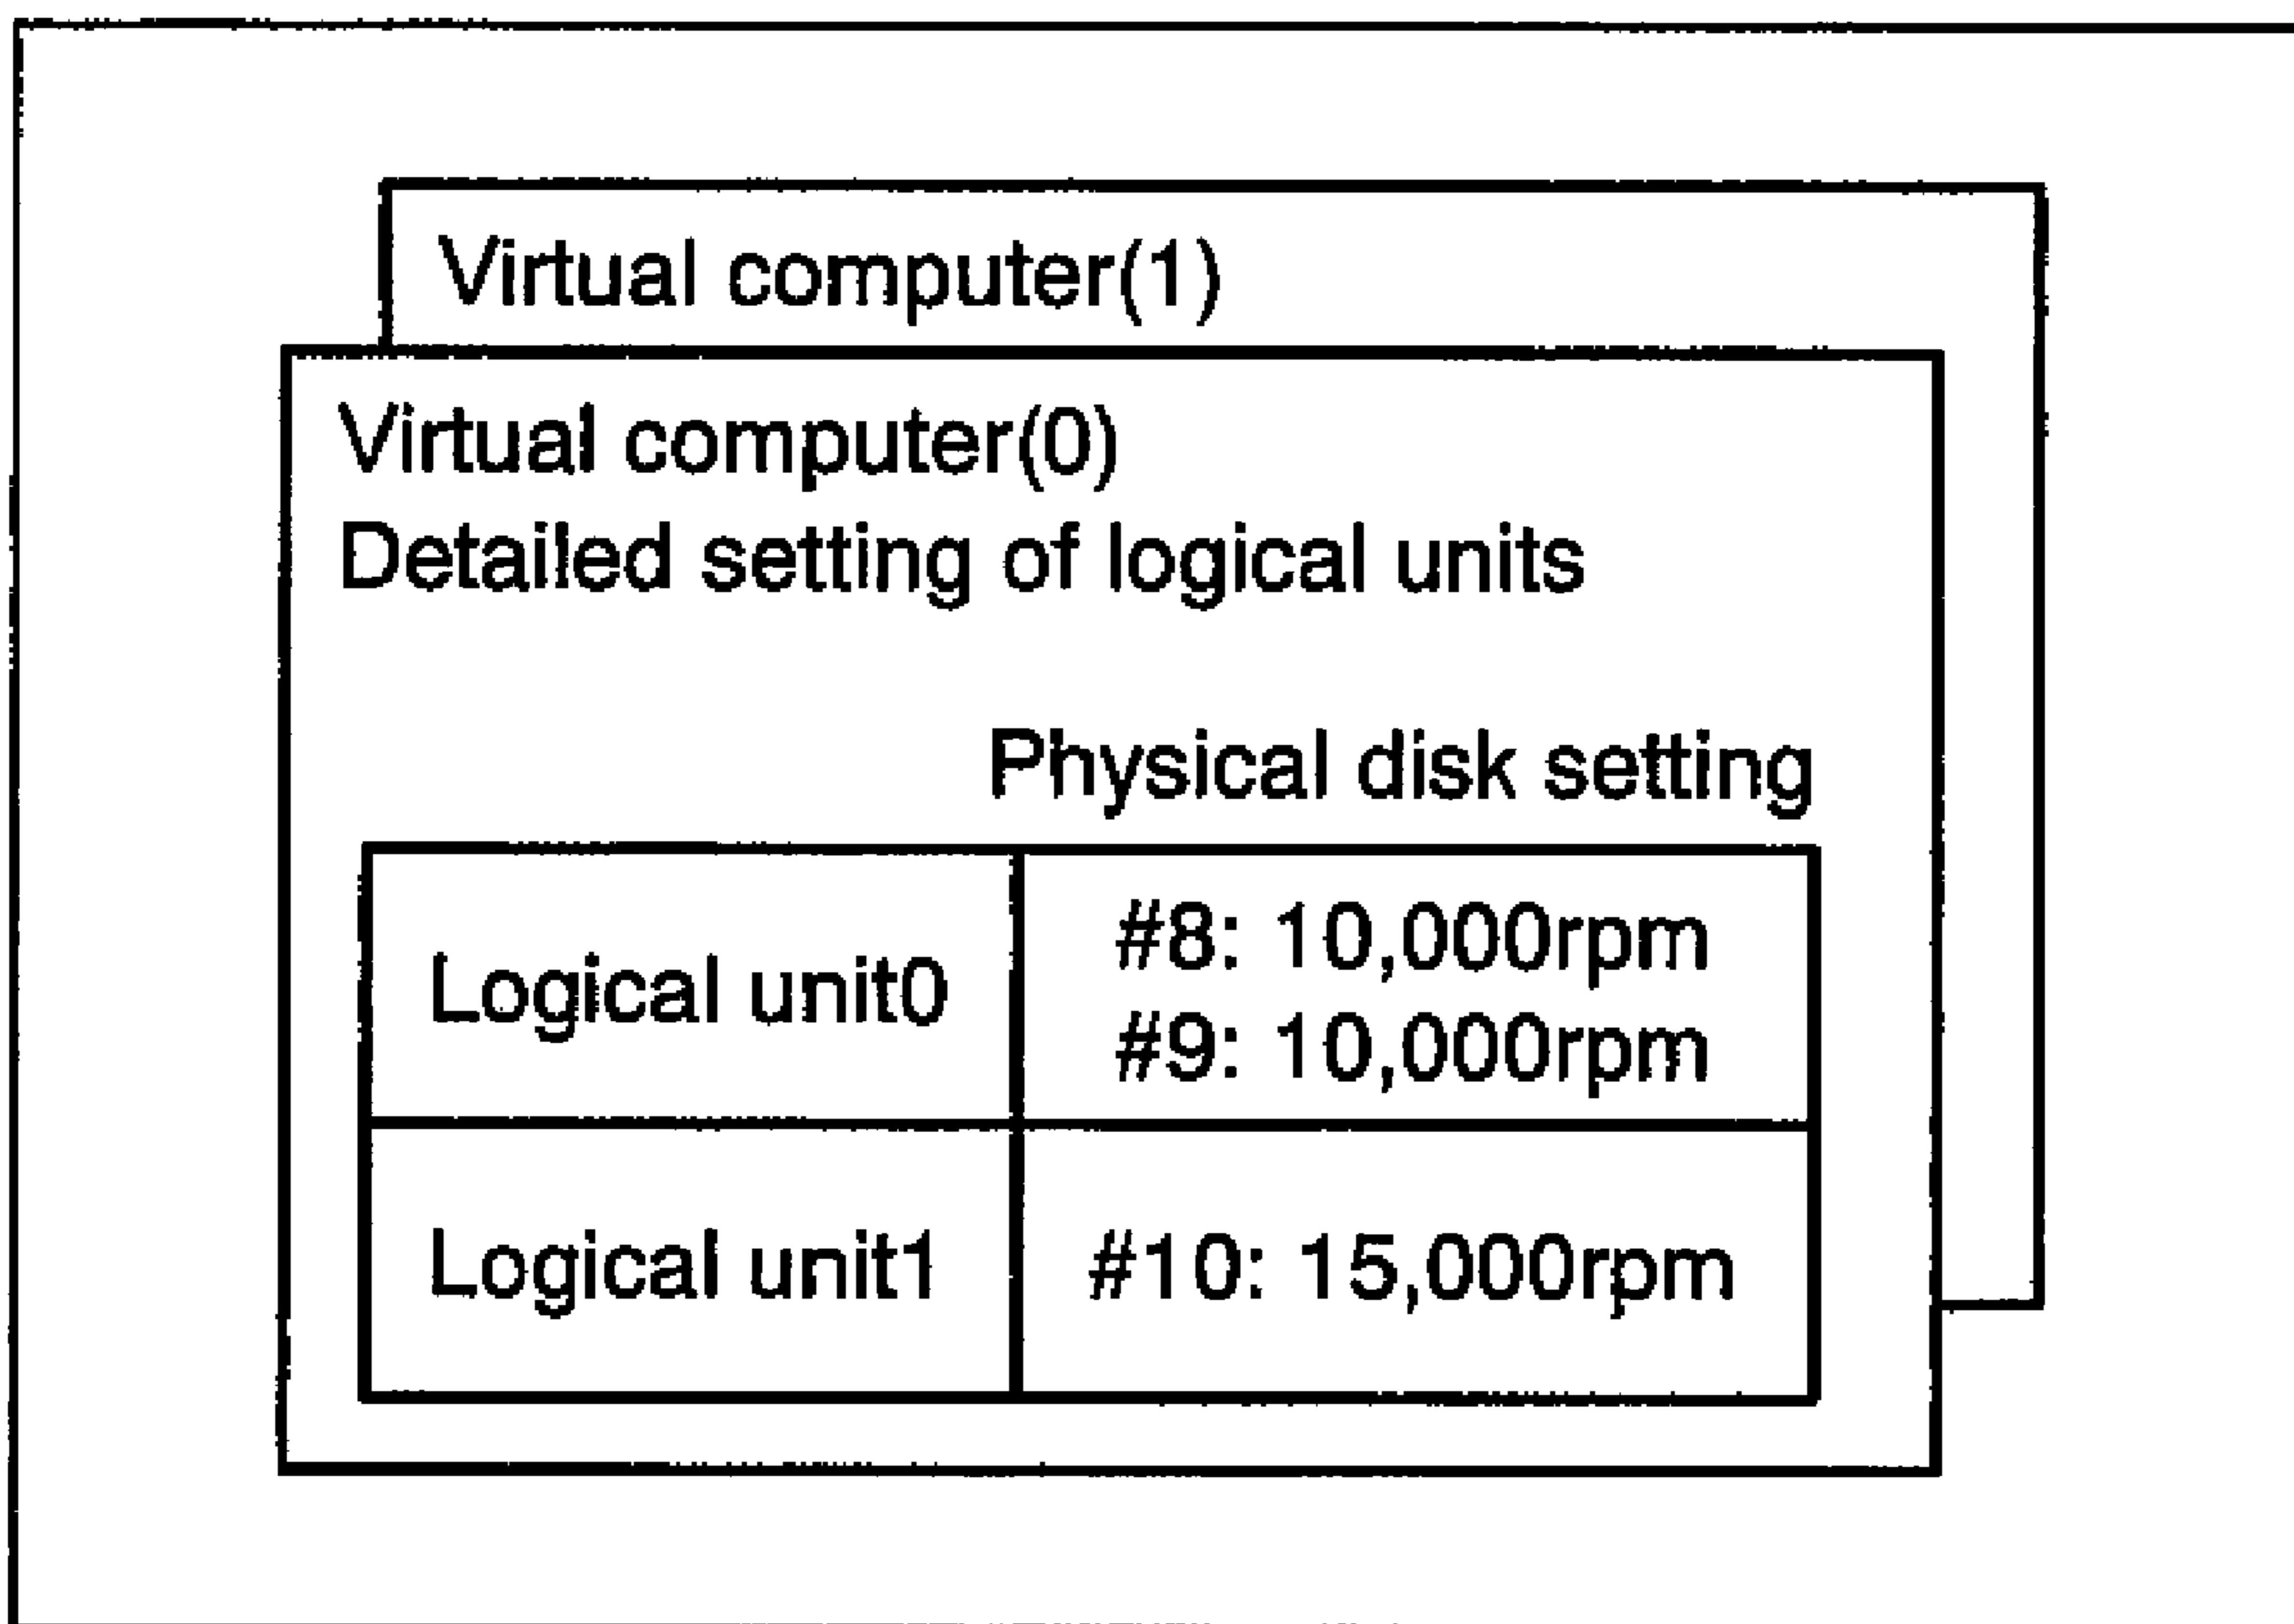 Virtual computer(1)
Virtual computer(0)
Detailed setting of logical units
Physical disk setting
Logical unit0
#8: 10,000rpm
#9: 10,000rpm
Logical unit1
#10: 15,000rpm